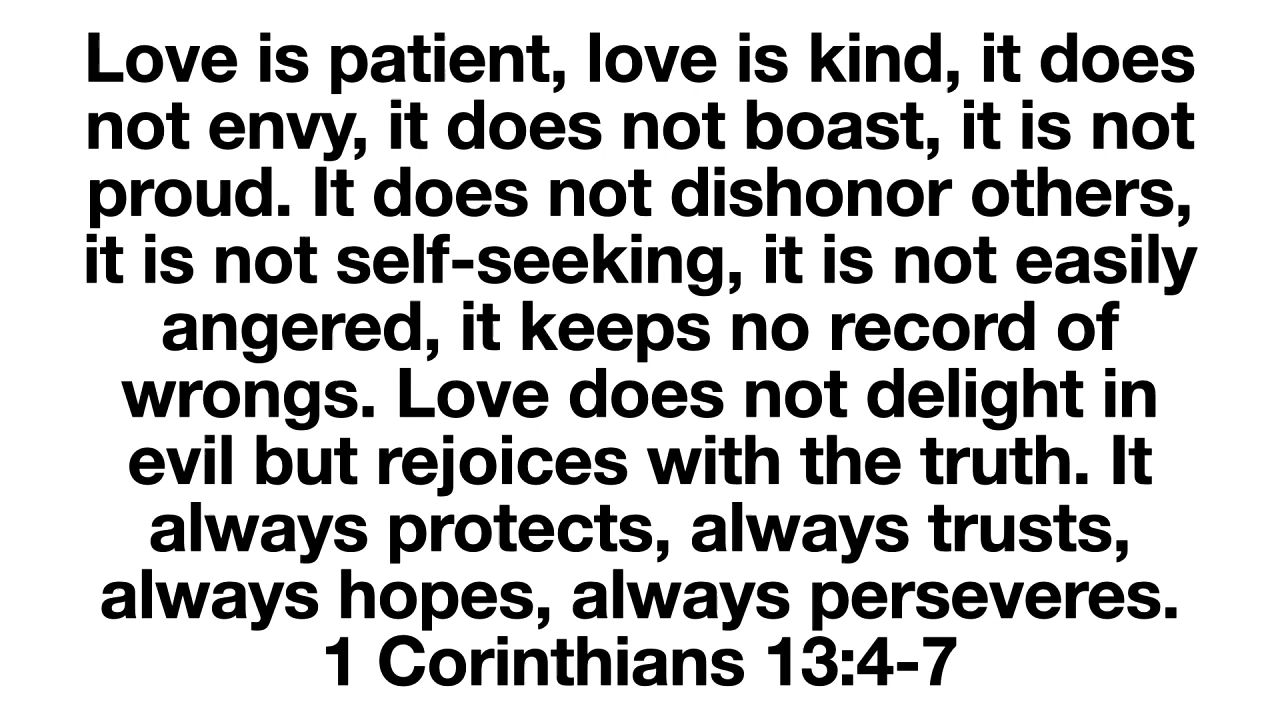 Love is patient, love is kind, it does
not envy, it does not boast, it is not
proud. It does not dishonor others,
it is not self-seeking, it is not easily
angered, it keeps no record of
wrongs. Love does not delight in
evil but rejoices with the truth. It
always protects, always trusts,
always hopes, always perseveres.
1 Corinthians 13:4-7